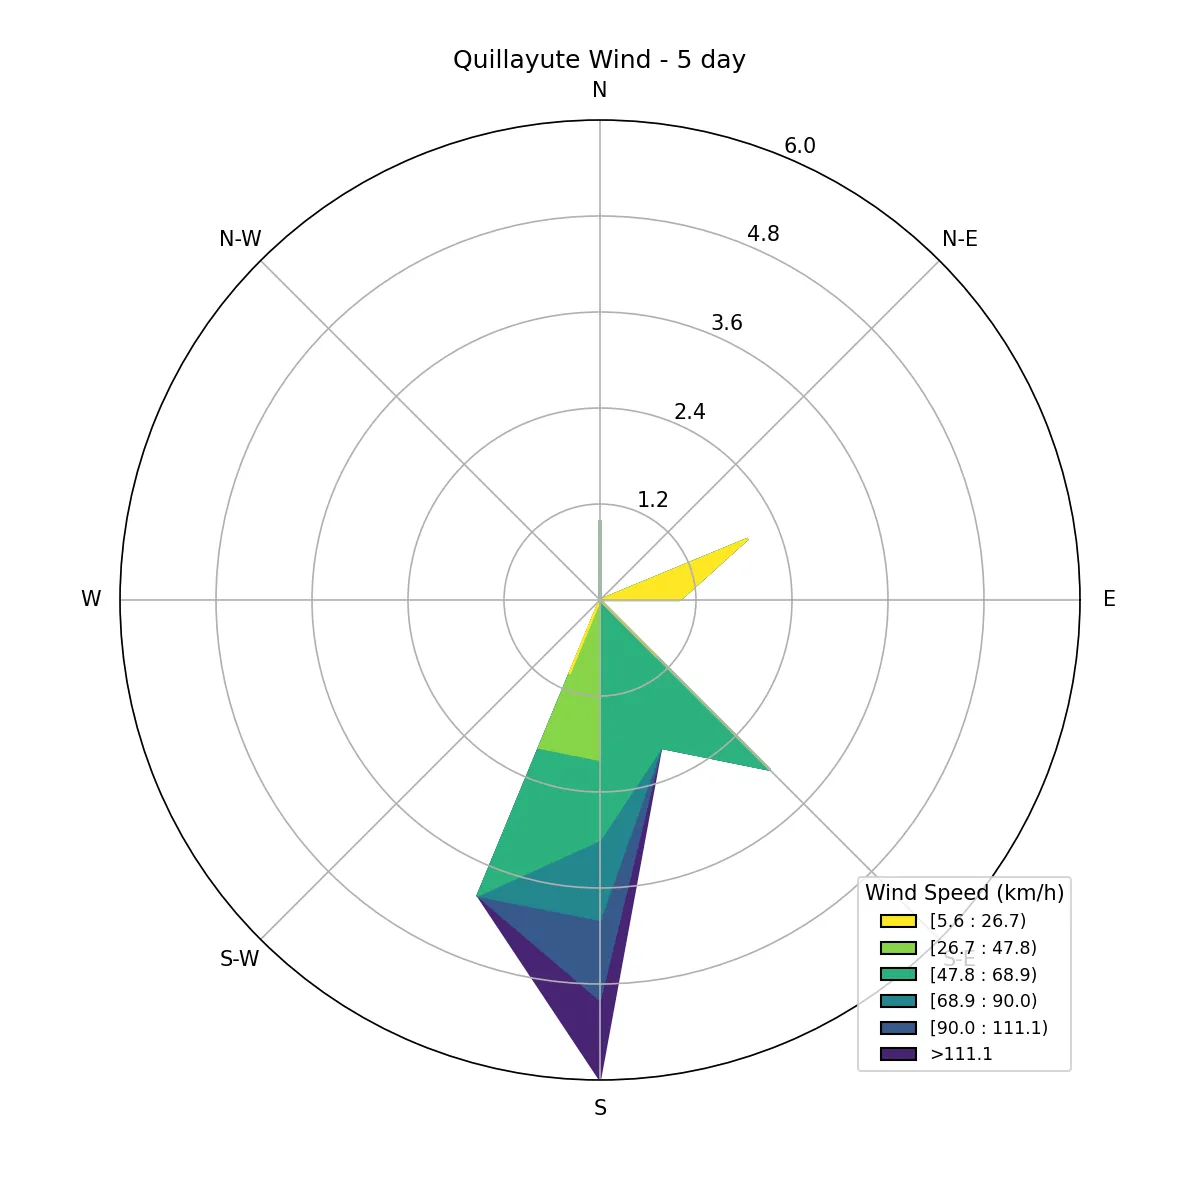 Quillayute Wind - 5 day
N
6.0
4.8
N-W
N-E
3.6
2.4
1.2
W
E
S-W
S-E
Wind Speed (km/h)
[5.6 : 26.7)
[26.7 : 47.8)
[47.8 : 68.9)
[68.9 : 90.0)
[90.0 : 111.1)
>111.1
S